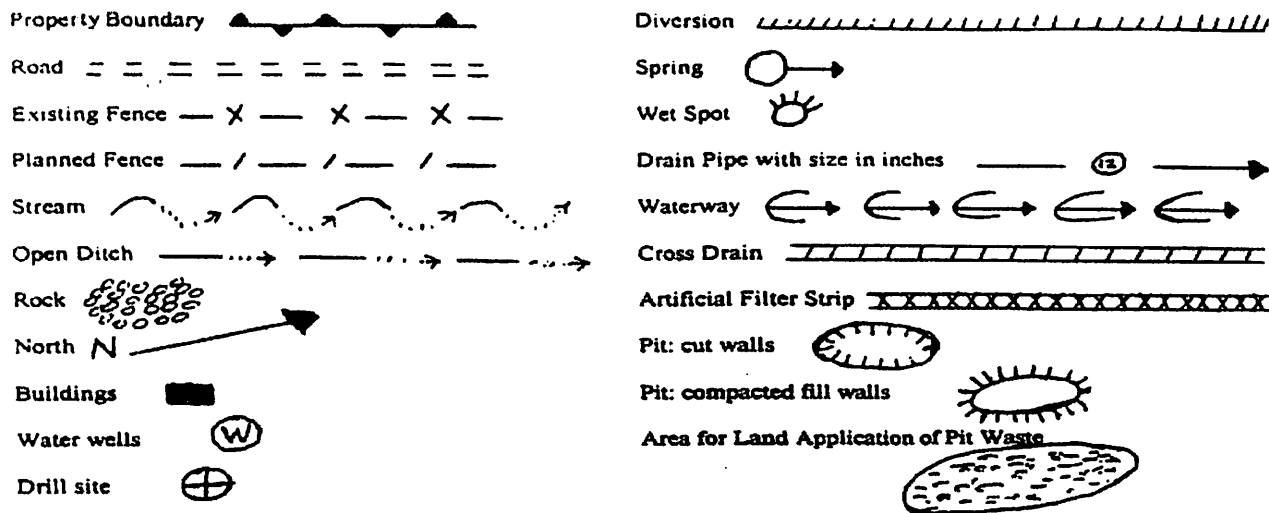 Property Boundary
Road
Existing Fence
Planned Fence
Stream
Open Ditch
Rock
North N
Buildings
Water wells W
Drill site
Diversion
Spring
Wet Spot
Drain Pipe with size in inches 12
Waterway
Cross Drain
Artificial Filter Strip
Pit: cut walls
Pit: compacted fill walls
Area for Land Application of Pit Waste